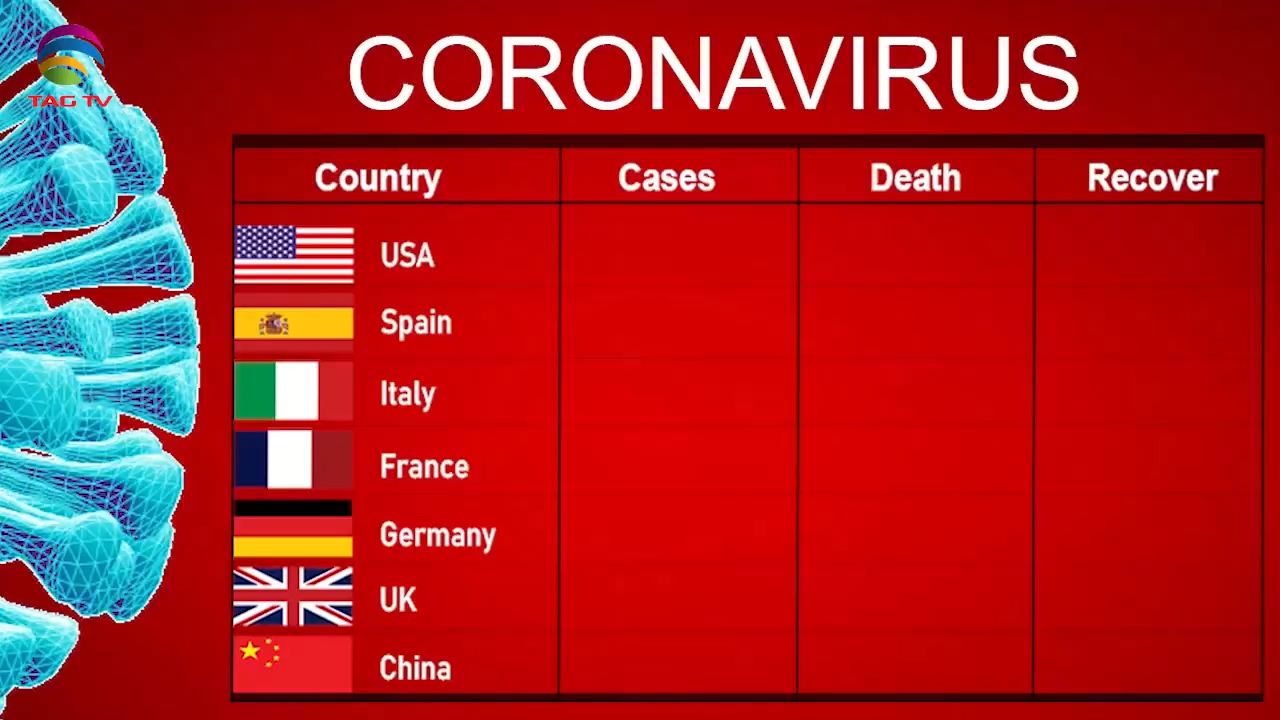 TAG TV
CORONAVIRUS
Country Cases Death Recover
USA
Spain
Italy
France
Germany
UK
China